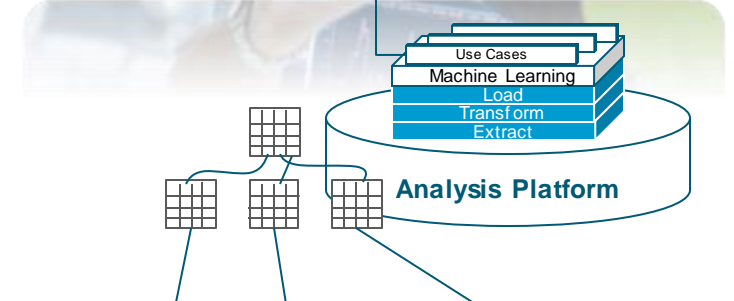 Use Cases
Machine Learning
Load
Transform
Extract
Analysis Platform